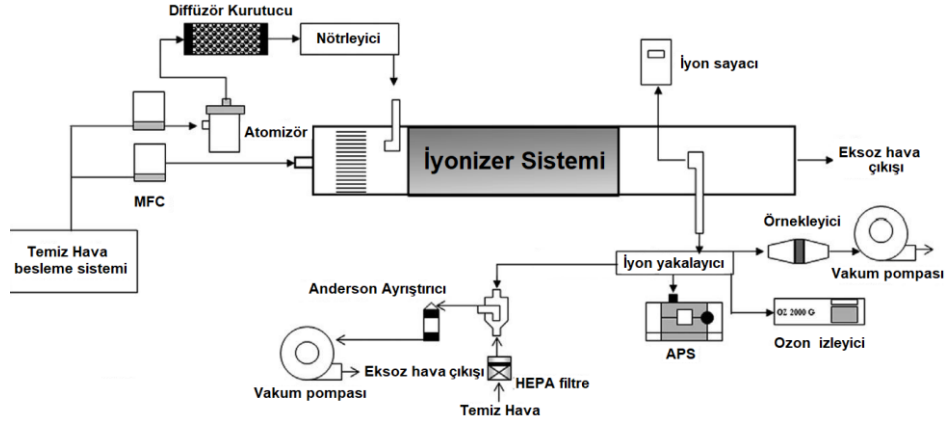 Diffüzör Kurutucu
Nötrleyici
İyon sayacı
Atomizör
İyonizer Sistemi
Eksoz hava
çıkışı
MFC
Temiz Hava
besleme sistemi
Örnekleyici
İyon yakalayıcı
Vakum pompası
Anderson Ayrıştırıcı
OZ 2000 G
APS
Ozon izleyici
Eksoz hava çıkışı
HEPA filtre
Vakum pompası
Temiz Hava